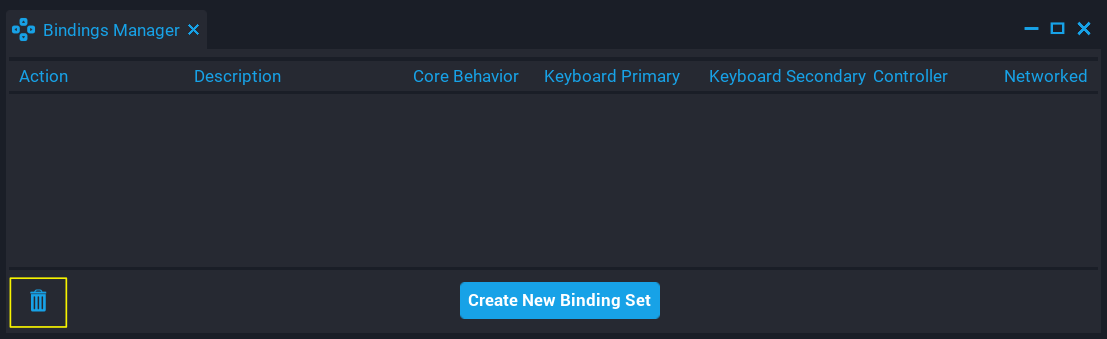 Bindings Manager
Action Description Core Behavior Keyboard Primary Keyboard Secondary Controller Networked
Create New Binding Set